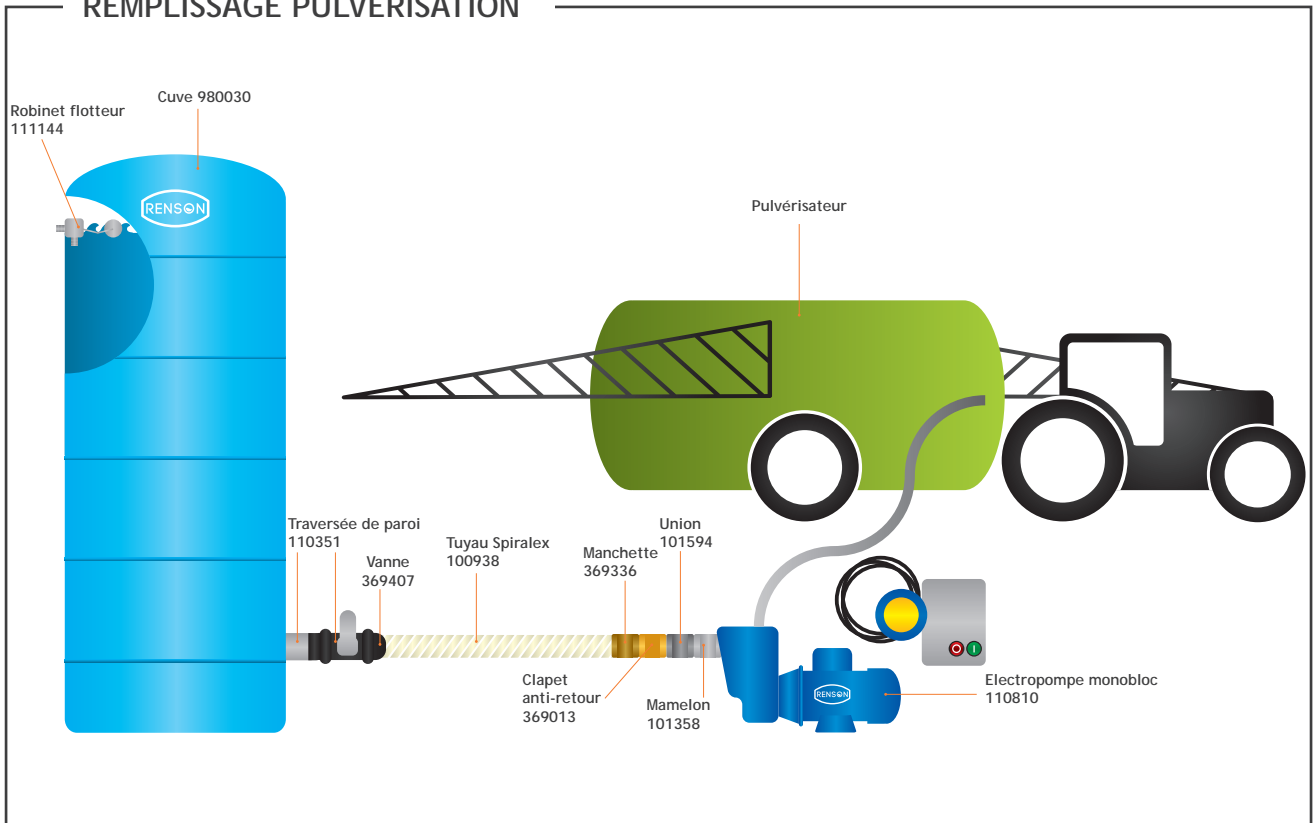 REMPLISSAGE PULVERISATION
Cuve 980030
Robinet flotteur
111144
RENSON
Pulvérisateur
Traversée de paroi
110351
Vanne
369407
Tuyau Spiralex
100938
Manchette
369336
Union
101594
Clapet
anti-retour
369013
Mamelon
101358
RENSON
Electropompe monobloc
110810
O I